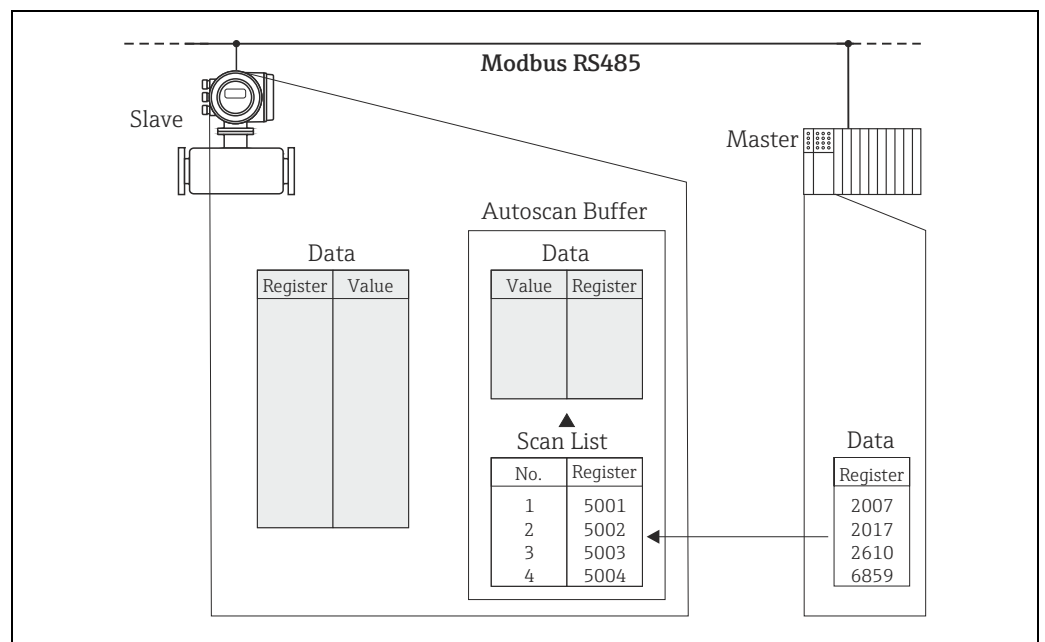 Modbus RS485
Slave
Master
Autoscan Buffer
Data
Register Value
Data
Value Register
Scan List
No. Register
1 5001
2 5002
3 5003
4 5004
Data
Register
2007
2017
2610
6859